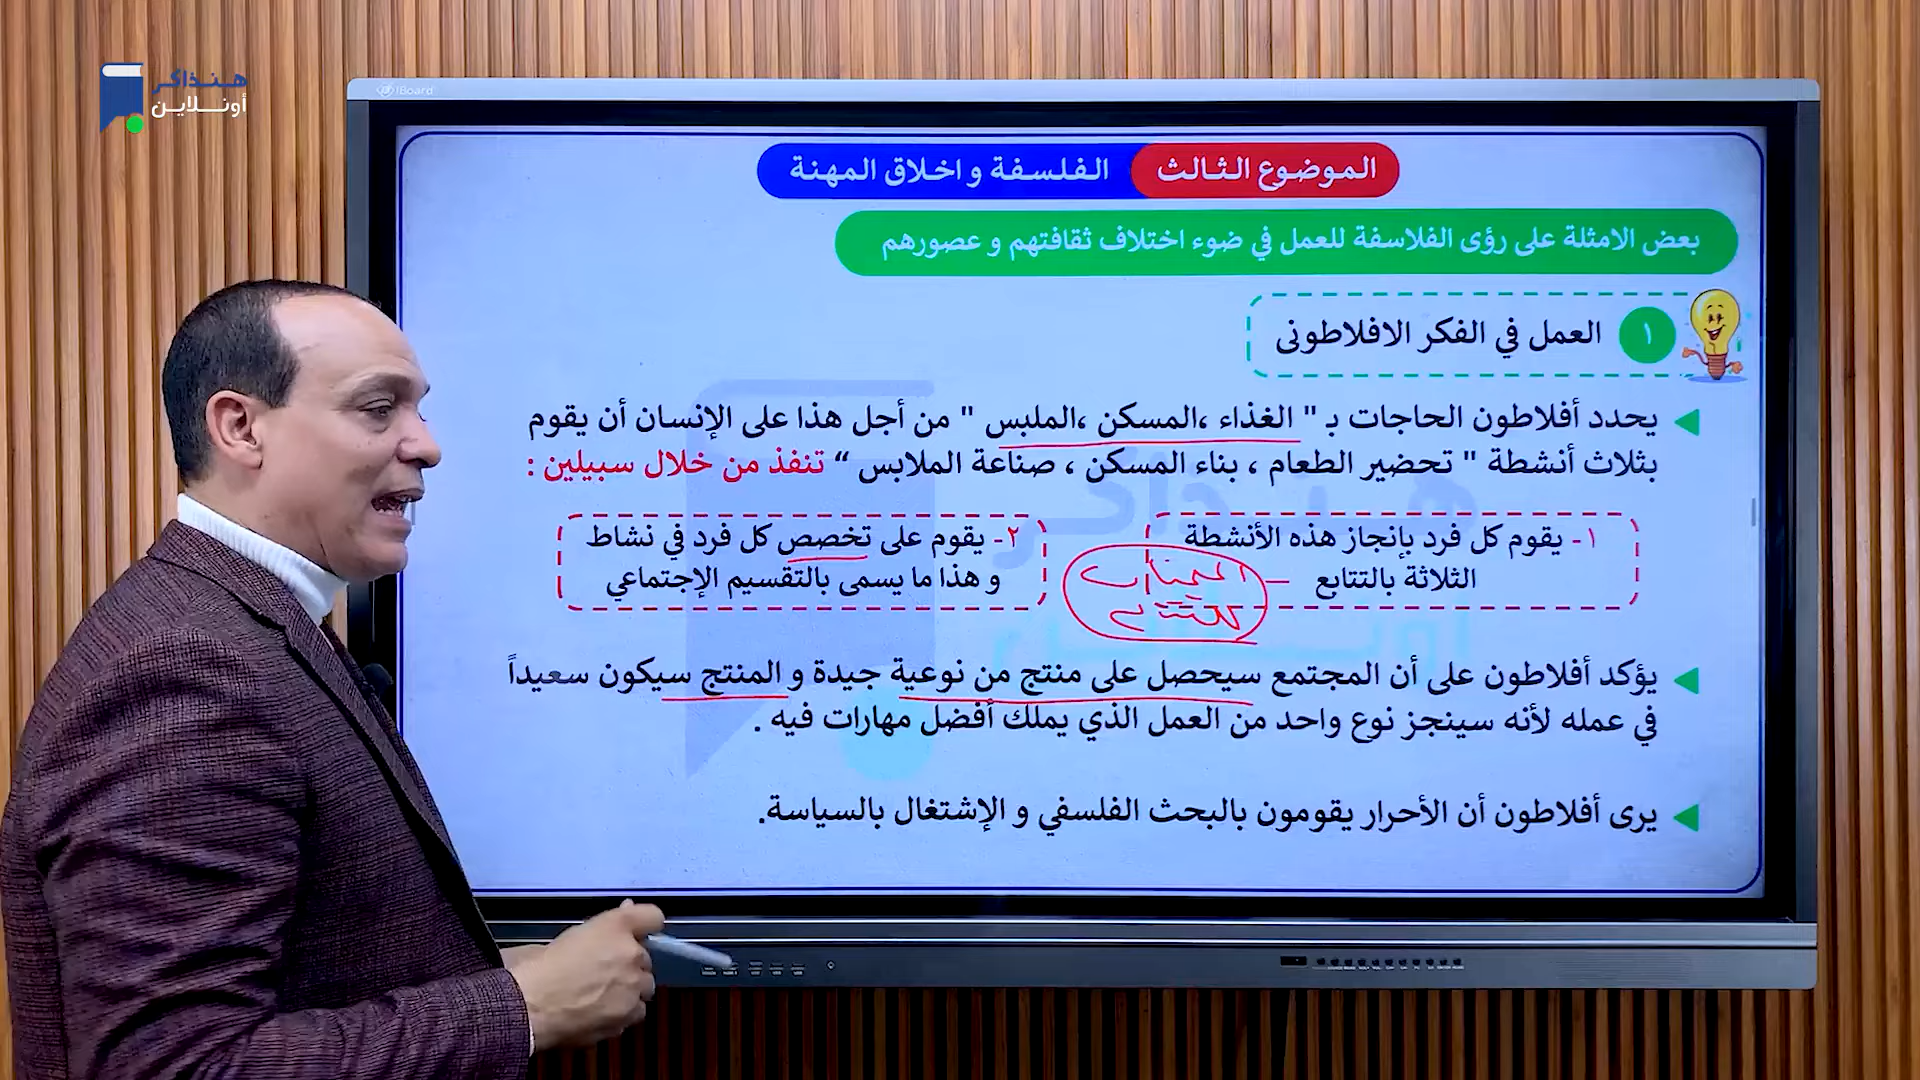 هنذاكر
أونلاين
IBoard
الموضوع الثالث
الفلسفة و اخلاق المهنة
بعض الامثلة على رؤى الفلاسفة للعمل في ضوء اختلاف ثقافتهم و عصورهم
١ العمل في الفكر الافلاطونى
يحدد أفلاطون الحاجات بـ " الغذاء ،المسكن ،الملبس " من أجل هذا على الإنسان أن يقوم
بثلاث أنشطة " تحضير الطعام ، بناء المسكن ، صناعة الملابس “ تنفذ من خلال سبيلين :
١- يقوم كل فرد بإنجاز هذه الأنشطة
الثلاثة بالتتابع
٢- يقوم على تخصص كل فرد في نشاط
و هذا ما يسمى بالتقسيم الإجتماعي
يؤكد أفلاطون على أن المجتمع سيحصل على منتج من نوعية جيدة و المنتج سيكون سعيداً
في عمله لأنه سينجز نوع واحد من العمل الذي يملك أفضل مهارات فيه .
يرى أفلاطون أن الأحرار يقومون بالبحث الفلسفي و الإشتغال بالسياسة.